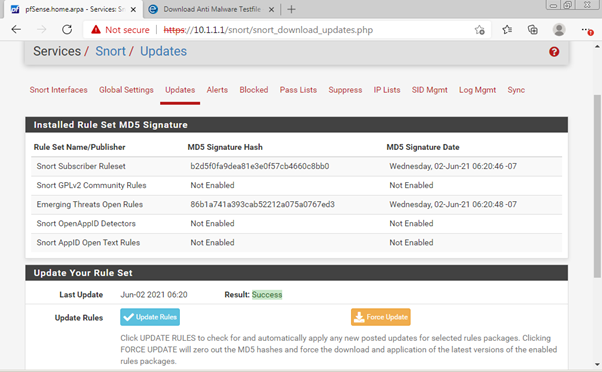 pfSense.home.arpa - Services: Sn
Download Anti Malware Testfile
Not secure
https://10.1.1.1/snort/snort_download_updates.php
Services / Snort / Updates
Snort Interfaces Global Settings Updates Alerts Blocked Pass Lists Suppress IP Lists SID Mgmt Log Mgmt Sync
Installed Rule Set MD5 Signature
Rule Set Name/Publisher MD5 Signature Hash MD5 Signature Date
Snort Subscriber Ruleset b2d5f0fa9dea81e3e0f57cb4660c8bb0 Wednesday, 02-Jun-21 06:20:46 -07
Snort GPLv2 Community Rules Not Enabled Not Enabled
Emerging Threats Open Rules 86b1a741a393cab52212a075a0767ed3 Wednesday, 02-Jun-21 06:20:48 -07
Snort OpenAppID Detectors Not Enabled Not Enabled
Snort AppID Open Text Rules Not Enabled Not Enabled
Update Your Rule Set
Last Update Jun-02 2021 06:20 Result: Success
Update Rules Update Rules Force Update
Click UPDATE RULES to check for and automatically apply any new posted updates for selected rules packages. Clicking
FORCE UPDATE will zero out the MD5 hashes and force the download and application of the latest versions of the enabled
rules packages.